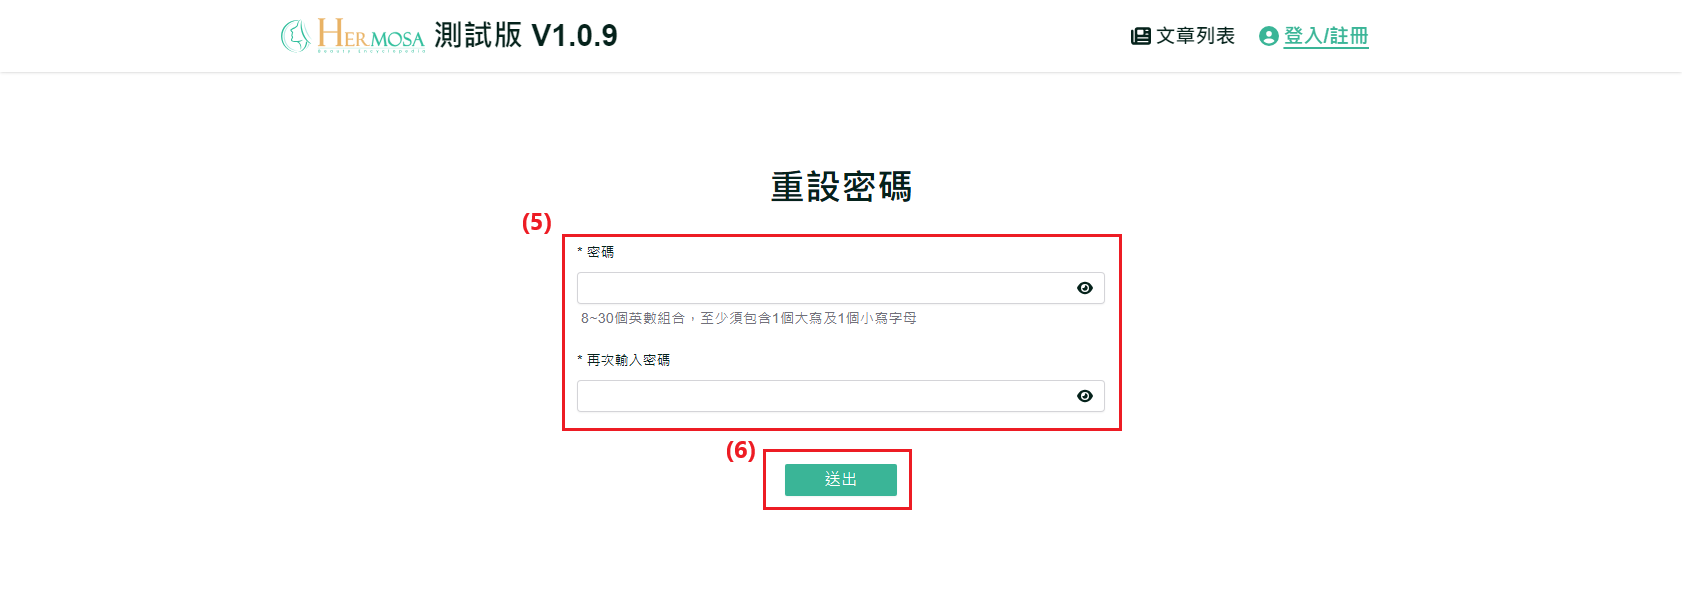 HERMOSA 測試版 V1.0.9
Beauty Encyclopedia
文章列表 登入/註冊
重設密碼
(5)
* 密碼
8~30個英數組合，至少須包含1個大寫及1個小寫字母
* 再次輸入密碼
(6)
送出